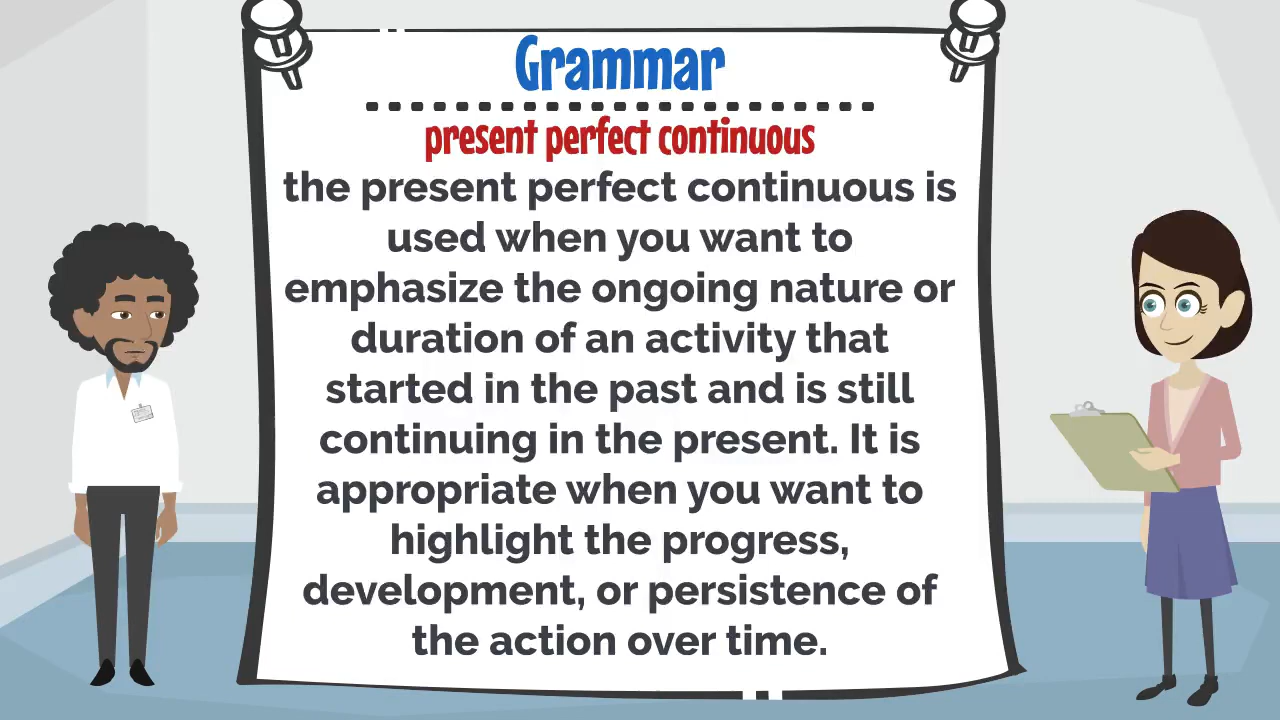 Grammar
present perfect continuous
the present perfect continuous is
used when you want to
emphasize the ongoing nature or
duration of an activity that
started in the past and is still
continuing in the present. It is
appropriate when you want to
highlight the progress,
development, or persistence of
the action over time.